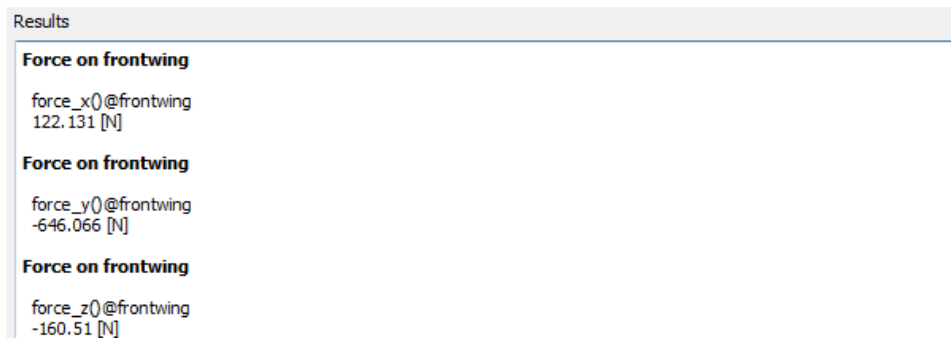 Results
Force on frontwing
force_x()@frontwing
122.131 [N]
Force on frontwing
force_y()@frontwing
-646.066 [N]
Force on frontwing
force_z()@frontwing
-160.51 [N]